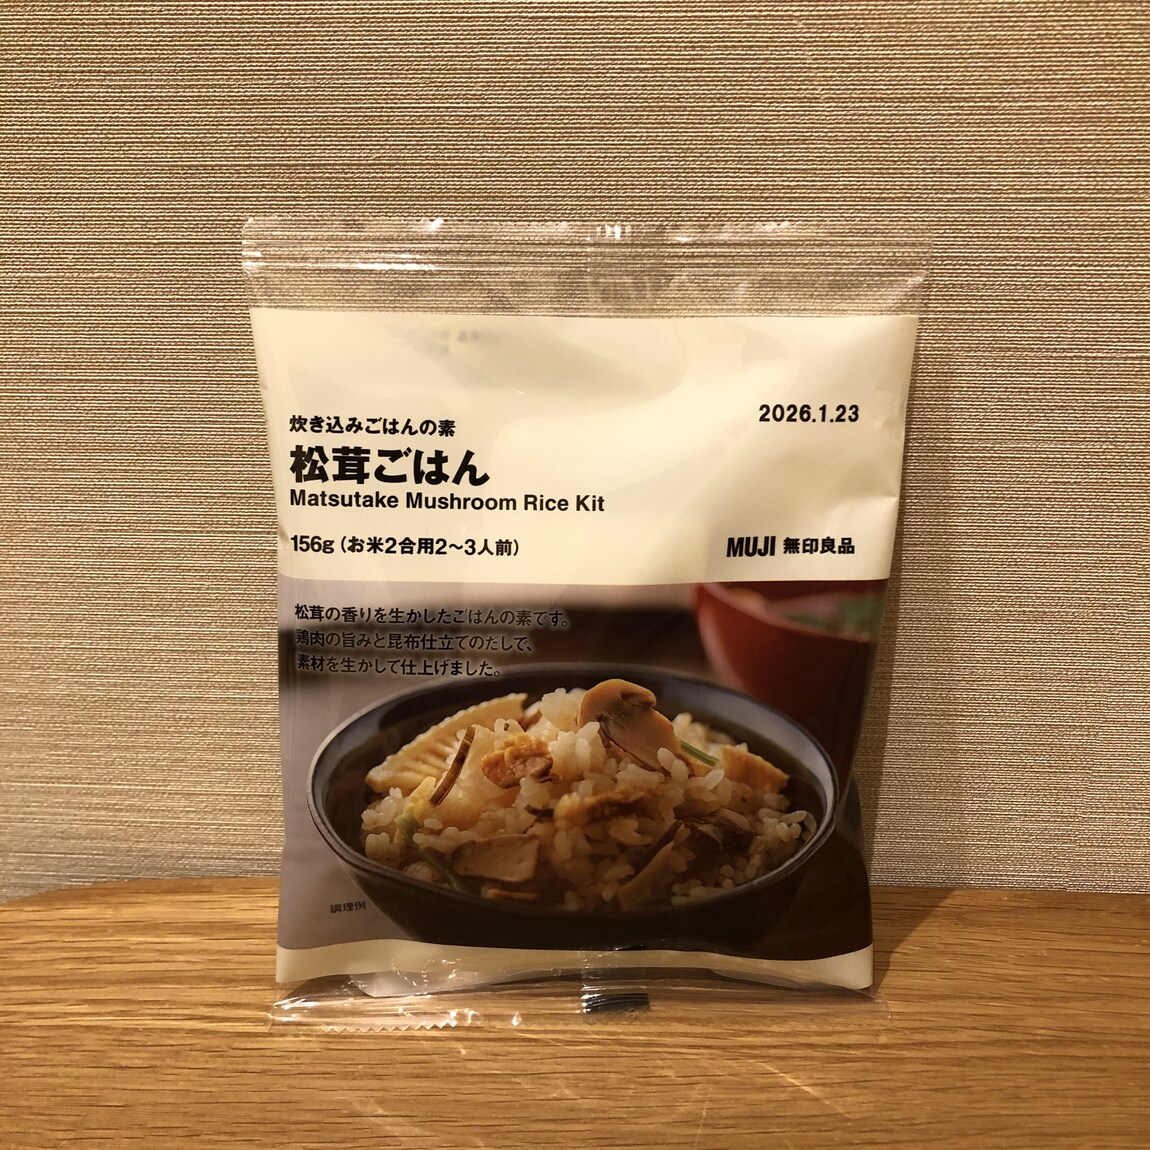 2026.1.23
炊き込みごはんの素
松茸ごはん
Matsutake Mushroom Rice Kit
156g（お米2合用2〜3人前）
MUJI 無印良品
松茸の香りを生かしたごはんの素です。
鶏肉の旨みと昆布仕立てのだしで、
素材を生かして仕上げました。
調理例